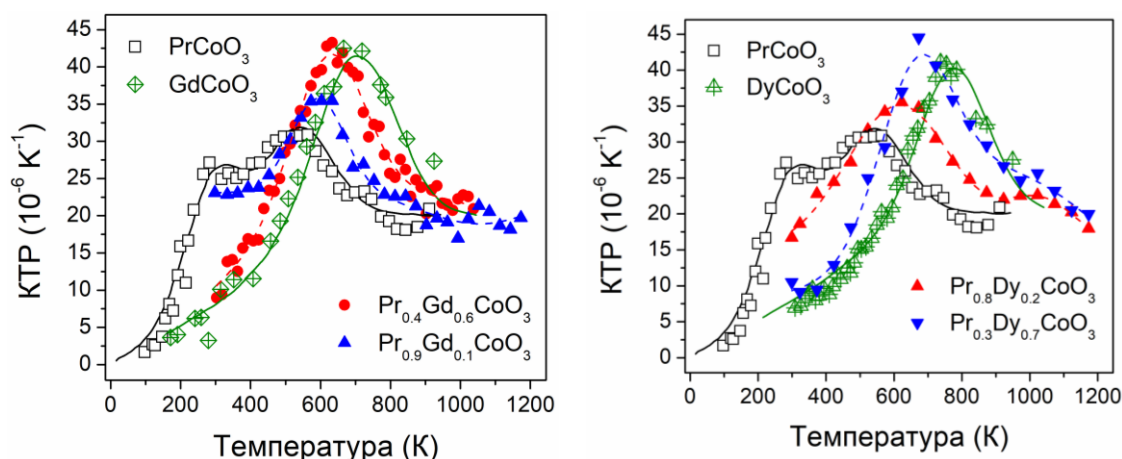 КТР (10⁻⁶ K⁻¹)
45
40
35
30
25
20
15
10
5
0
PrCoO₃
GdCoO₃
Pr₀.₄Gd₀.₆CoO₃
Pr₀.₉Gd₀.₁CoO₃
0 200 400 600 800 1000 1200
Температура (К)
КТР (10⁻⁶ K⁻¹)
45
40
35
30
25
20
15
10
5
0
PrCoO₃
DyCoO₃
Pr₀.₈Dy₀.₂CoO₃
Pr₀.₃Dy₀.₇CoO₃
0 200 400 600 800 1000 1200
Температура (К)